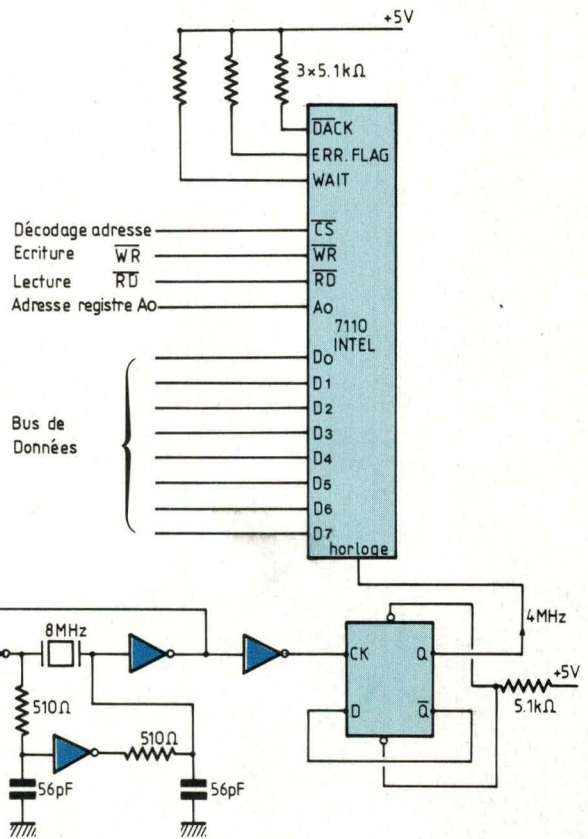 +5V
3×5.1kΩ
DACK
ERR. FLAG
WAIT
Décodage adresse
CS
Ecriture WR
WR
Lecture RD
RD
Adresse registre Ao
Ao
7110
INTEL
Do
D1
D2
Bus de
Données
D3
D4
D5
D6
D7
horloge
4MHz
8MHz
CK
Q
+5V
5.1kΩ
510Ω
D
Q
510Ω
56pF
56pF